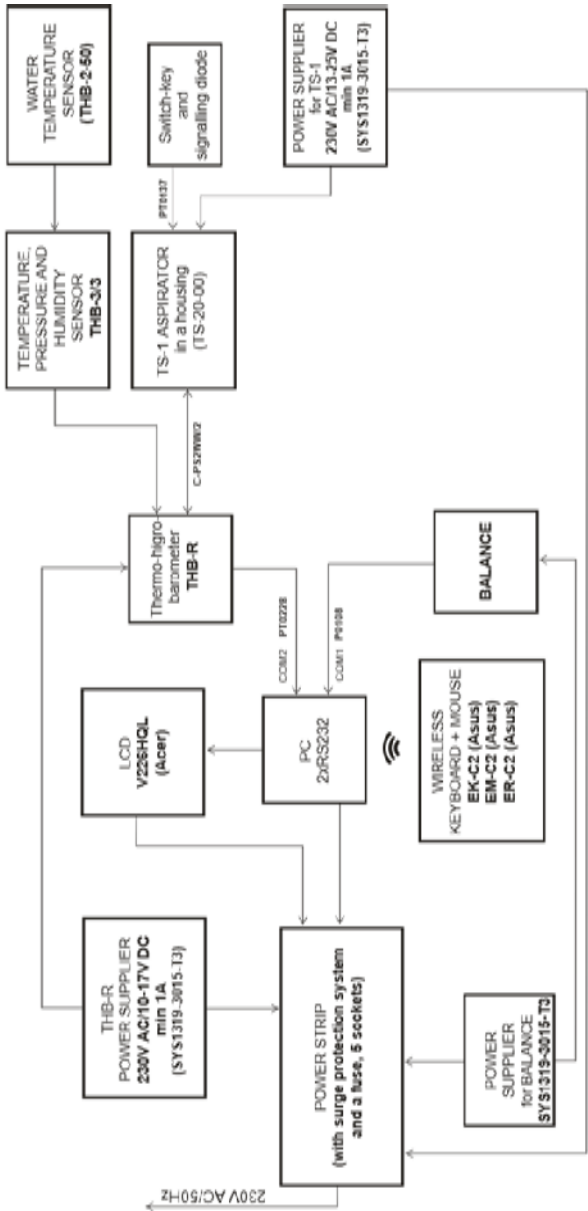 THB-R
POWER SUPPLIER
230V AC/10-17V DC
min 1A
(SYS1319-3015-T3)
LCD
V226HQL
(Acer)
TEMPERATURE,
PRESSURE AND
HUMIDITY
SENSOR
THB-3/3
WATER
TEMPERATURE
SENSOR
(THB-2-50)
230V AC/50Hz
Thermo-higro-
barometer
THB-R
C-PS2WW/2
TS-1 ASPIRATOR
in a housing
(TS-20-00)
PT0137
Switch-key
and
signalling diode
POWER STRIP
(with surge protection system
and a fuse, 5 sockets)
PC
2xRS232
COM2 PT0228
COM1 P0108
POWER SUPPLIER
for TS-1
230V AC/13-25V DC
min 1A
(SYS1319-3015-T3)
WIRELESS
KEYBOARD + MOUSE
EK-C2 (Asus)
EM-C2 (Asus)
ER-C2 (Asus)
BALANCE
POWER
SUPPLIER
for BALANCE
SYS1319-3015-T3